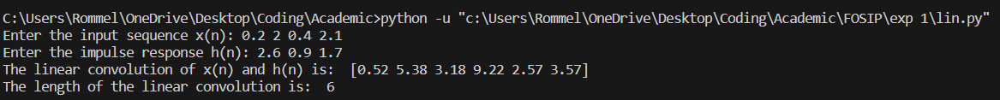 C:\Users\Rommel\OneDrive\Desktop\Coding\Academic>python -u "c:\Users\Rommel\OneDrive\Desktop\Coding\Academic\FOSIP\exp 1\lin.py"
Enter the input sequence x(n): 0.2 2 0.4 2.1
Enter the impulse response h(n): 2.6 0.9 1.7
The linear convolution of x(n) and h(n) is:  [0.52 5.38 3.18 9.22 2.57 3.57]
The length of the linear convolution is:  6